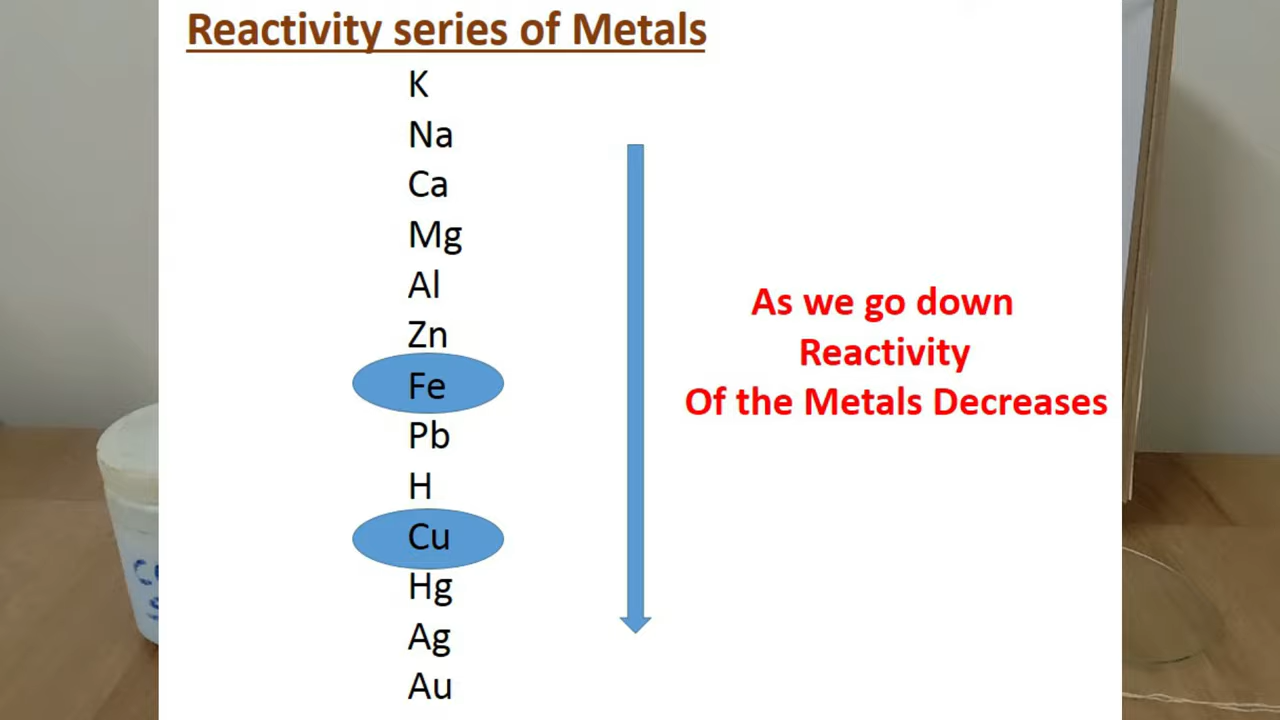 Reactivity series of Metals
K
Na
Ca
Mg
Al
Zn
Fe
Pb
H
Cu
Hg
Ag
Au
As we go down
Reactivity
Of the Metals Decreases